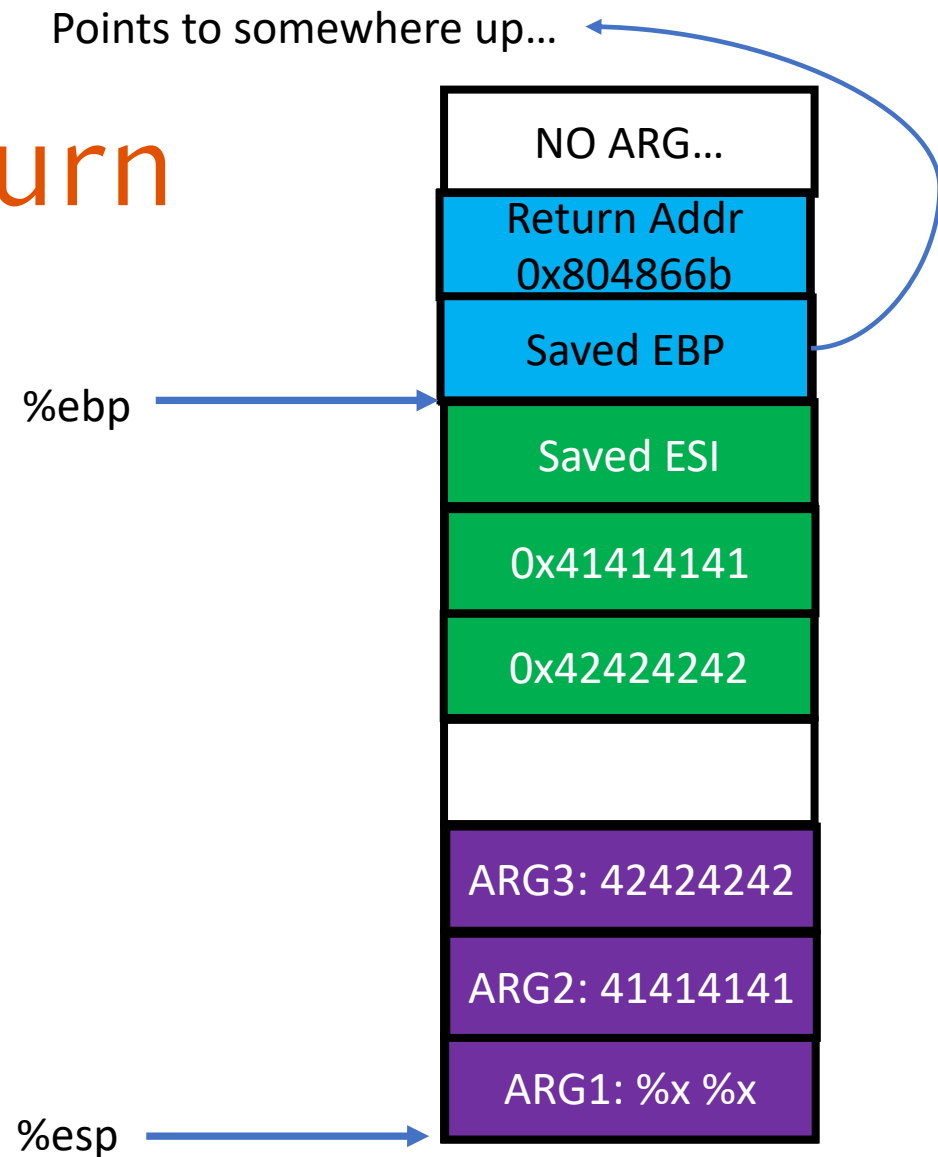 Points to somewhere up…
urn
NO ARG…
Return Addr
0x804866b
Saved EBP
%ebp
Saved ESI
0x41414141
0x42424242
ARG3: 42424242
ARG2: 41414141
ARG1: %x %x
%esp